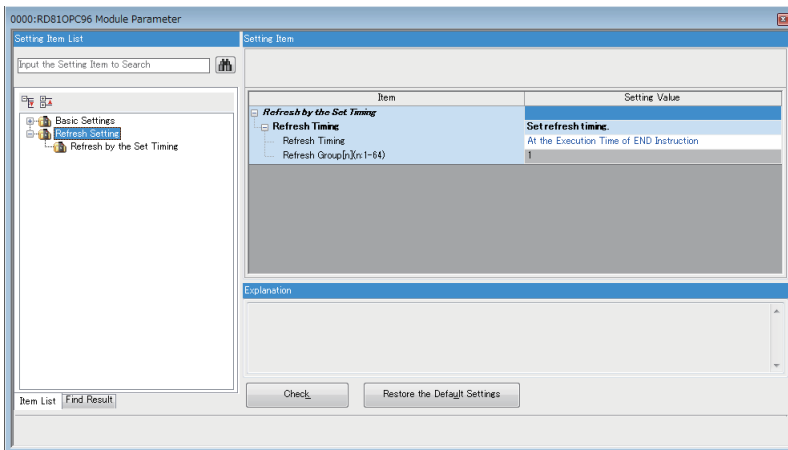 0000:RD81OPC96 Module Parameter
Setting Item List
Setting Item
Input the Setting Item to Search
Item
Setting Value
Basic Settings
Refresh Setting
Refresh by the Set Timing
Refresh by the Set Timing
Refresh Timing
Set refresh timing.
Refresh Timing
At the Execution Time of END Instruction
Refresh Group[n](n:1-64)
1
Explanation
Check
Restore the Default Settings
Item List
Find Result